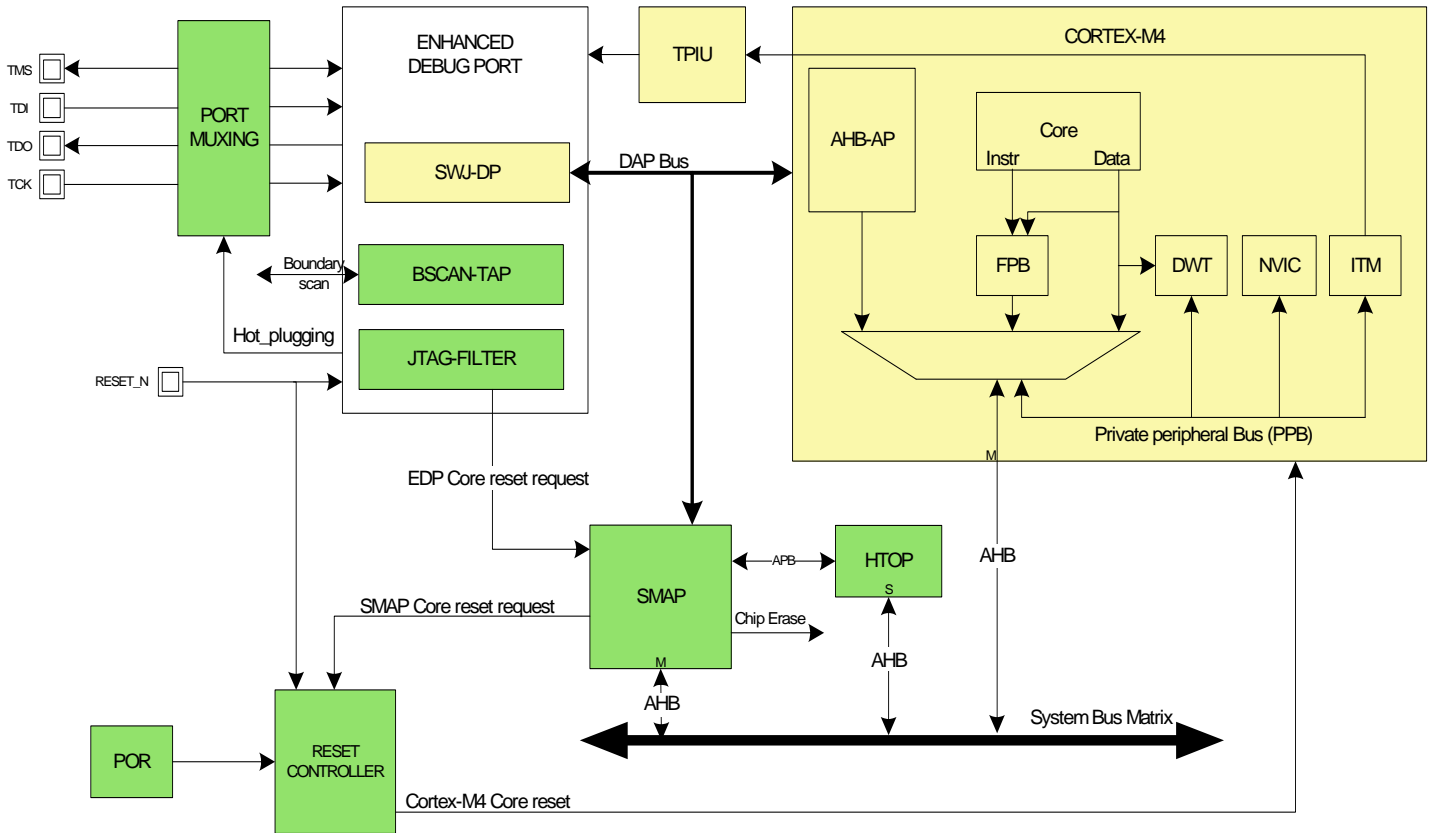 ENHANCED
DEBUG PORT
TPIU
CORTEX-M4
TMS
TDI
TDO
TCK
PORT
MUXING
AHB-AP
Core
Instr
Data
SWJ-DP
DAP Bus
FPB
DWT
NVIC
ITM
Boundary
scan
BSCAN-TAP
Hot_plugging
JTAG-FILTER
RESET_N
Private peripheral Bus (PPB)
M
EDP Core reset request
SMAP
APB
HTOP
S
AHB
SMAP Core reset request
Chip Erase
M
AHB
AHB
System Bus Matrix
POR
RESET
CONTROLLER
Cortex-M4 Core reset